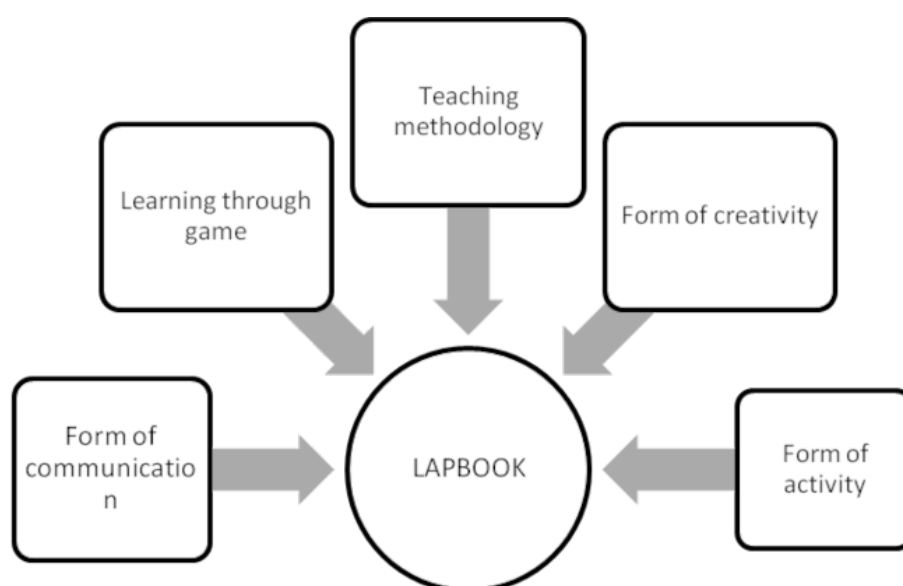 Teaching
methodology
Learning through
game
Form of creativity
Form of
communicatio
n
LAPBOOK
Form of
activity